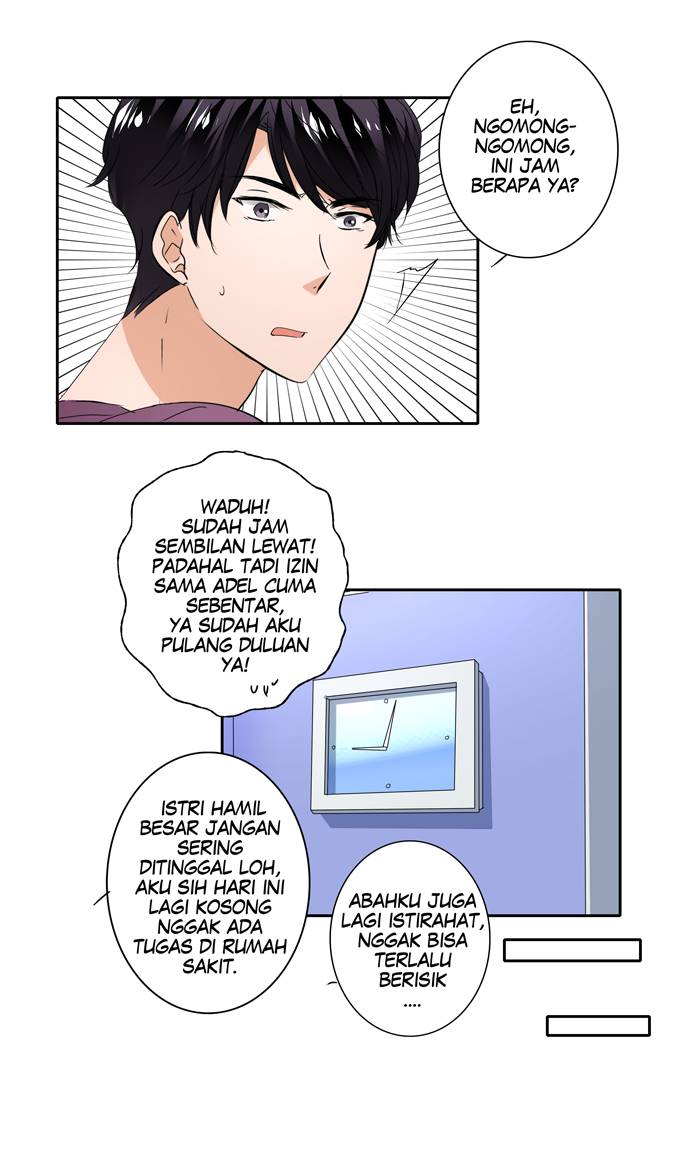 EH,
NGOMONG-
NGOMONG,
INI JAM
BERAPA YA?
WADUH!
SUDAH JAM
SEMBILAN LEWAT!
PADAHAL TADI IZIN
SAMA ADEL CUMA
SEBENTAR,
YA SUDAH AKU
PULANG DULUAN
YA!
ISTRI HAMIL
BESAR JANGAN
SERING
DITINGGAL LOH,
AKU SIH HARI INI
LAGI KOSONG
NGGAK ADA
TUGAS DI RUMAH
SAKIT.
ABAHKU JUGA
LAGI ISTIRAHAT,
NGGAK BISA
TERLALU
BERISIK
....